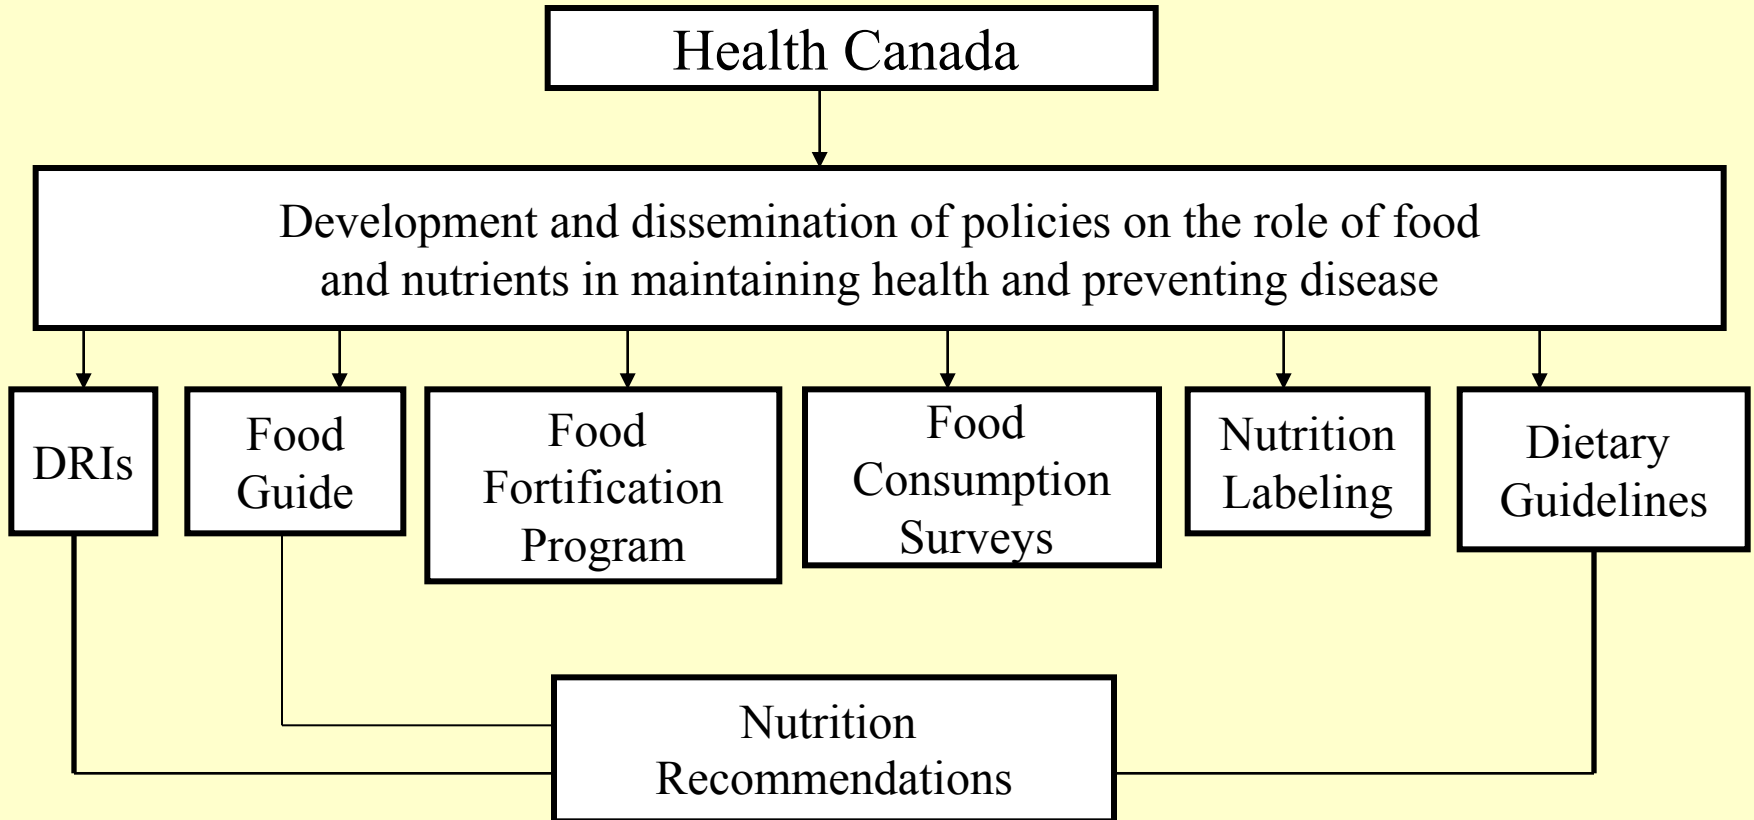 Health Canada
Development and dissemination of policies on the role of food
and nutrients in maintaining health and preventing disease
DRIs
Food
Guide
Food
Fortification
Program
Food
Consumption
Surveys
Nutrition
Labeling
Dietary
Guidelines
Nutrition
Recommendations